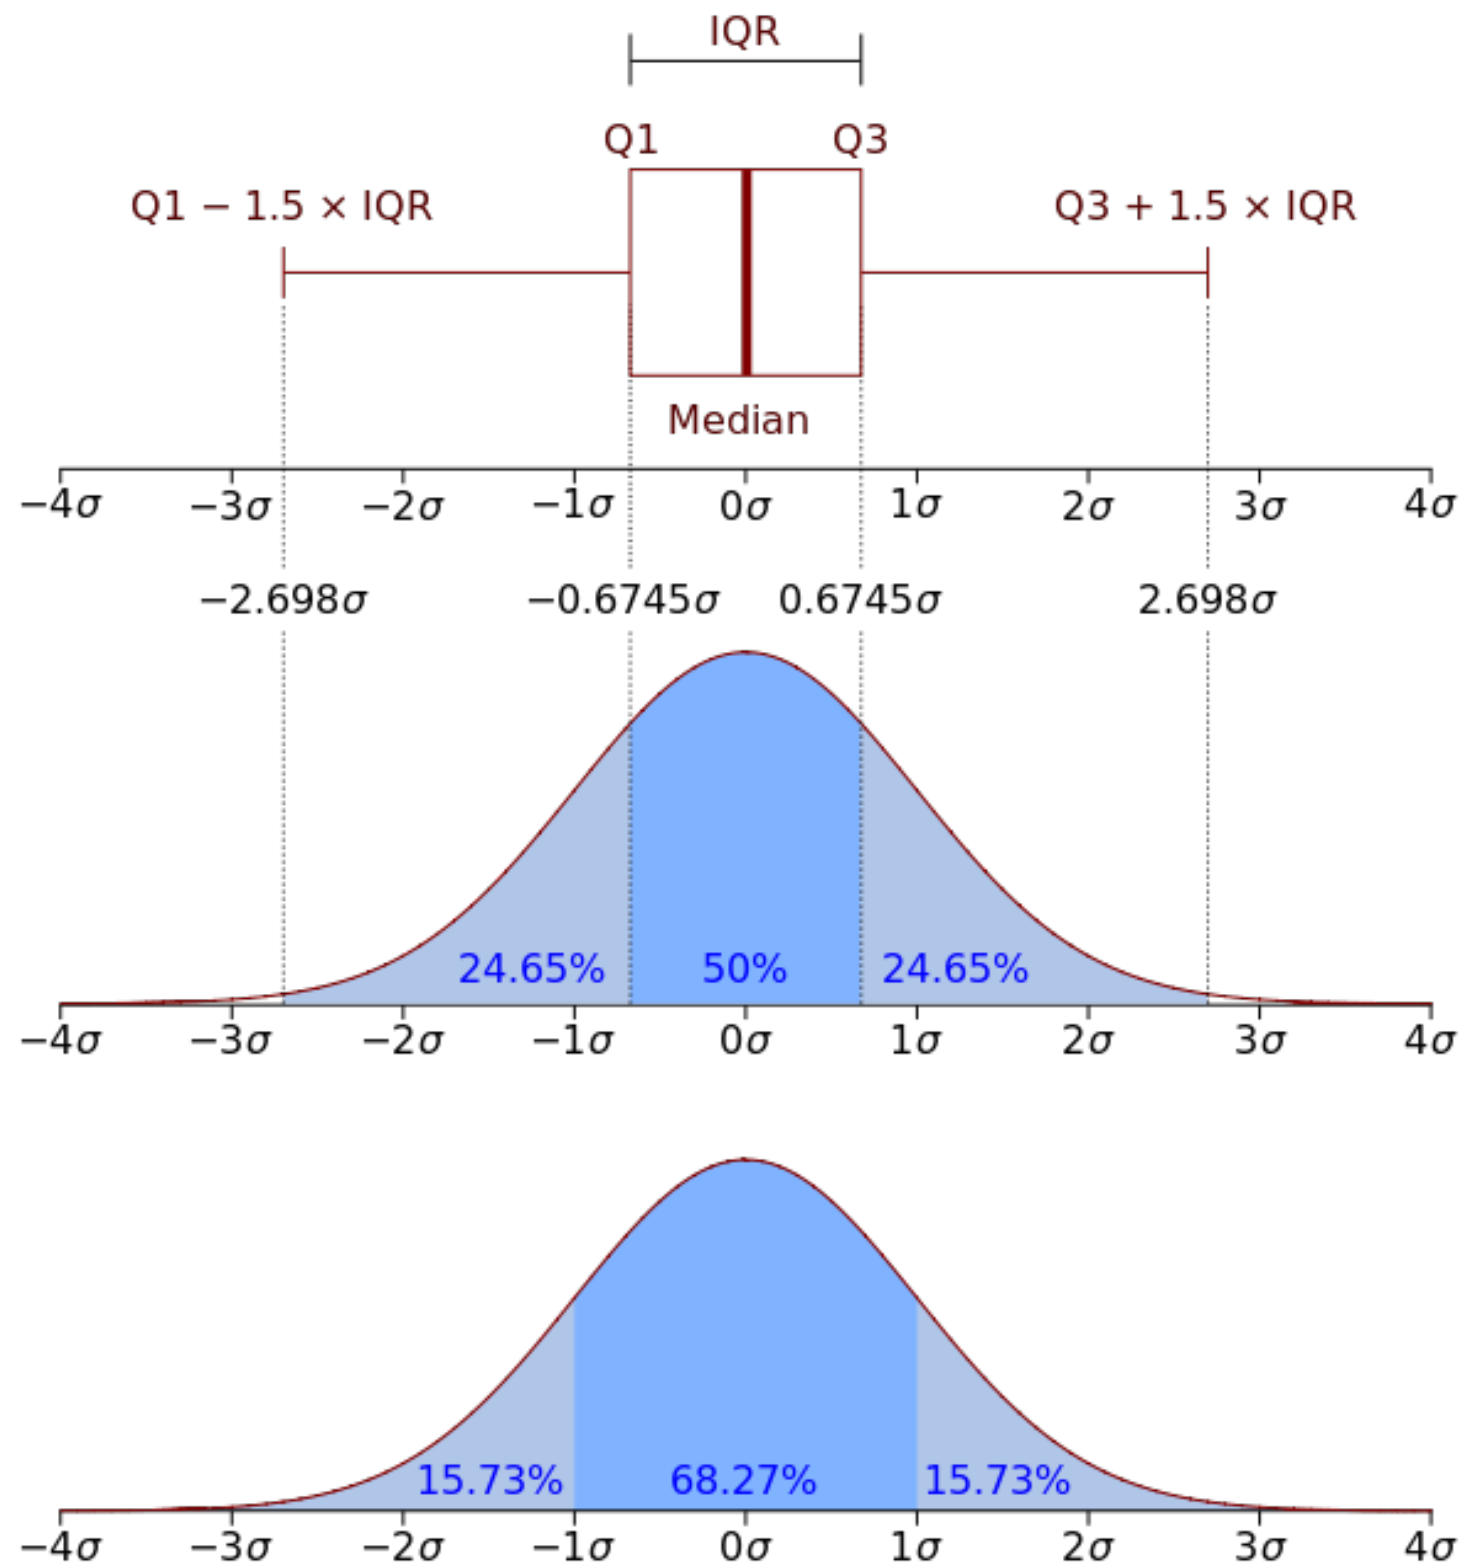 IQR
Q1 Q3
Q1 − 1.5 × IQR Q3 + 1.5 × IQR
Median
−4σ −3σ −2σ −1σ 0σ 1σ 2σ 3σ 4σ
−2.698σ −0.6745σ 0.6745σ 2.698σ
24.65% 50% 24.65%
−4σ −3σ −2σ −1σ 0σ 1σ 2σ 3σ 4σ
15.73% 68.27% 15.73%
−4σ −3σ −2σ −1σ 0σ 1σ 2σ 3σ 4σ